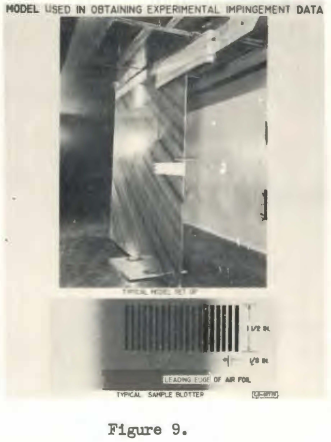 MODEL USED IN OBTAINING EXPERIMENTAL IMPINGEMENT DATA
TYPICAL MODEL SET UP
1 1/2 IN.
1/8 IN.
LEADING EDGE OF AIR FOIL
TYPICAL SAMPLE BLOTTER
Figure 9.